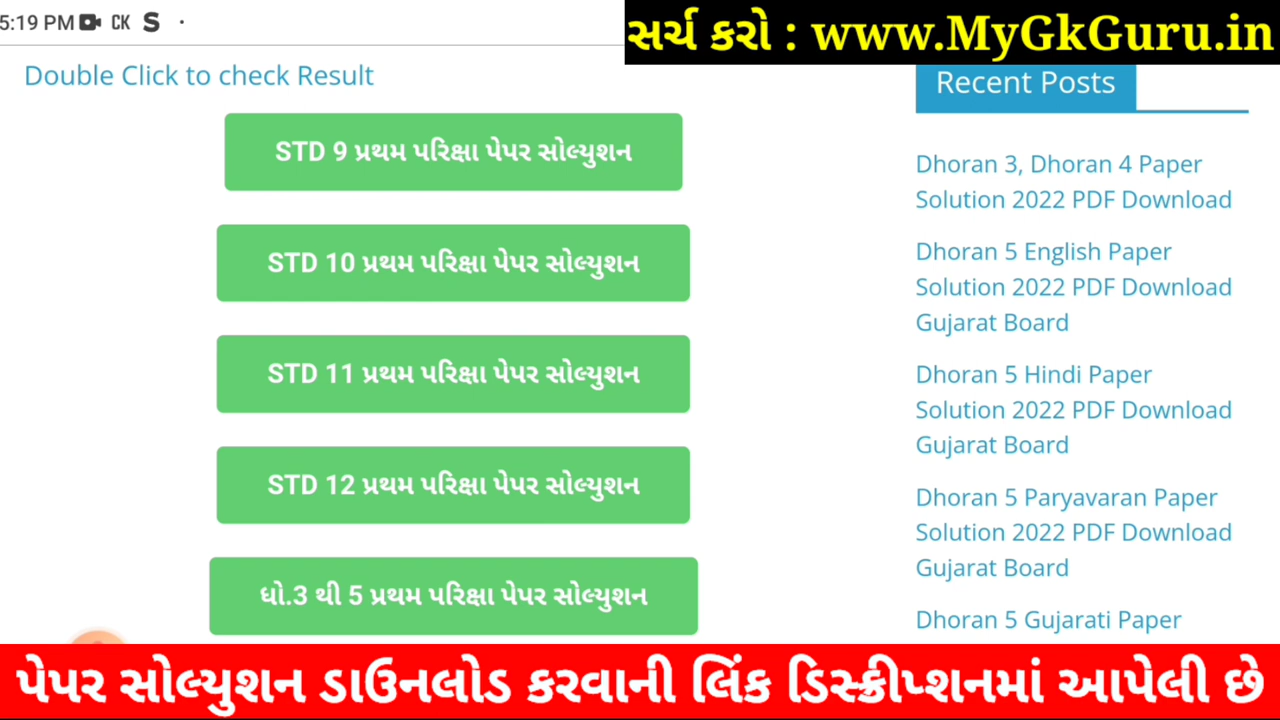 5:19 PM CK S
સર્ચ કરો : www.MyGkGuru.in
Double Click to check Result
STD 9 પ્રથમ પરિક્ષા પેપર સોલ્યુશન
STD 10 પ્રથમ પરિક્ષા પેપર સોલ્યુશન
STD 11 પ્રથમ પરિક્ષા પેપર સોલ્યુશન
STD 12 પ્રથમ પરિક્ષા પેપર સોલ્યુશન
ધો.3 થી 5 પ્રથમ પરિક્ષા પેપર સોલ્યુશન
Recent Posts
Dhoran 3, Dhoran 4 Paper
Solution 2022 PDF Download
Dhoran 5 English Paper
Solution 2022 PDF Download
Gujarat Board
Dhoran 5 Hindi Paper
Solution 2022 PDF Download
Gujarat Board
Dhoran 5 Paryavaran Paper
Solution 2022 PDF Download
Gujarat Board
Dhoran 5 Gujarati Paper
પેપર સોલ્યુશન ડાઉનલોડ કરવાની લિંક ડિસ્ક્રીપ્શનમાં આપેલી છે